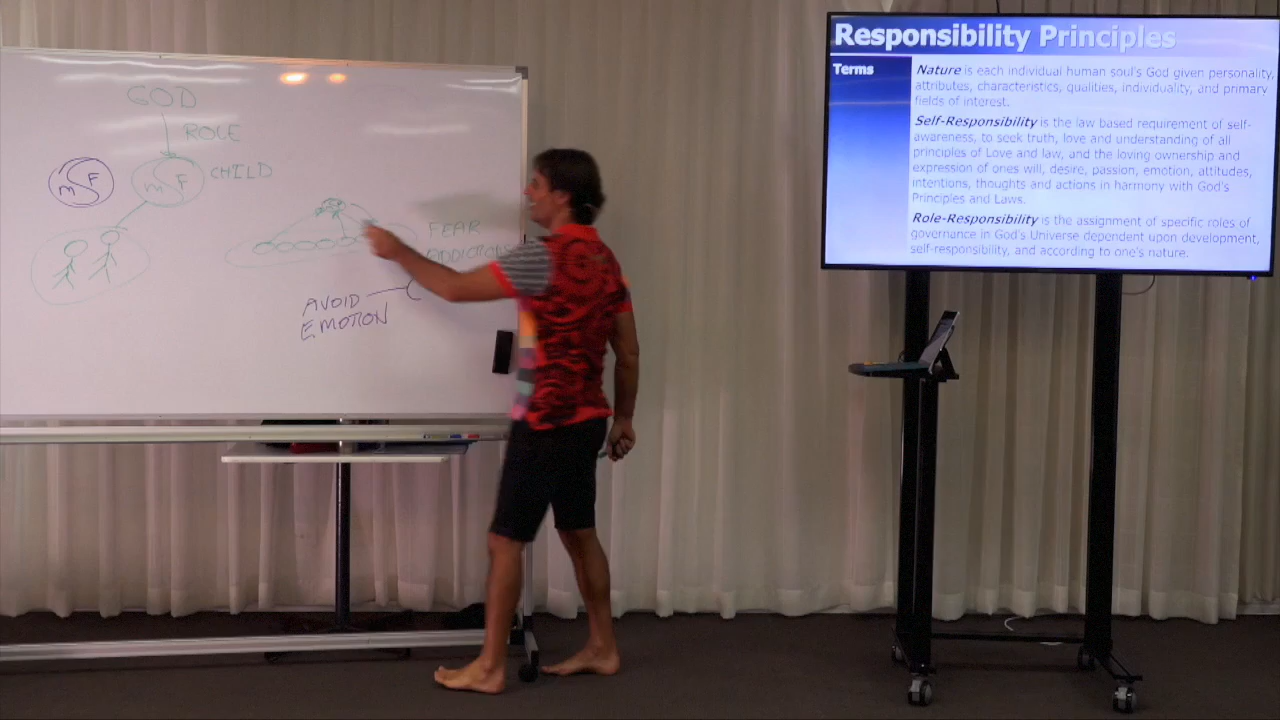 GOD
ROLE
M F
M F
CHILD
FEAR
ADDICTIONS
AVOID
EMOTION
Responsibility Principles
Terms
Nature is each individual human soul's God given personality,
attributes, characteristics, qualities, individuality, and primary
fields of interest.
Self-Responsibility is the law based requirement of self-
awareness, to seek truth, love and understanding of all
principles of Love and law, and the loving ownership and
expression of ones will, desire, passion, emotion, attitudes,
intentions, thoughts and actions in harmony with God's
Principles and Laws.
Role-Responsibility is the assignment of specific roles of
governance in God's Universe dependent upon development,
self-responsibility, and according to one's nature.